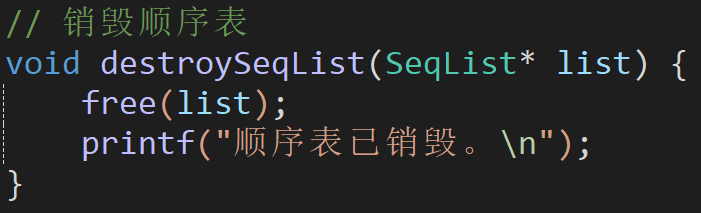 // 销毁顺序表
void destroySeqList(SeqList* list) {
    free(list);
    printf("顺序表已销毁。\n");
}